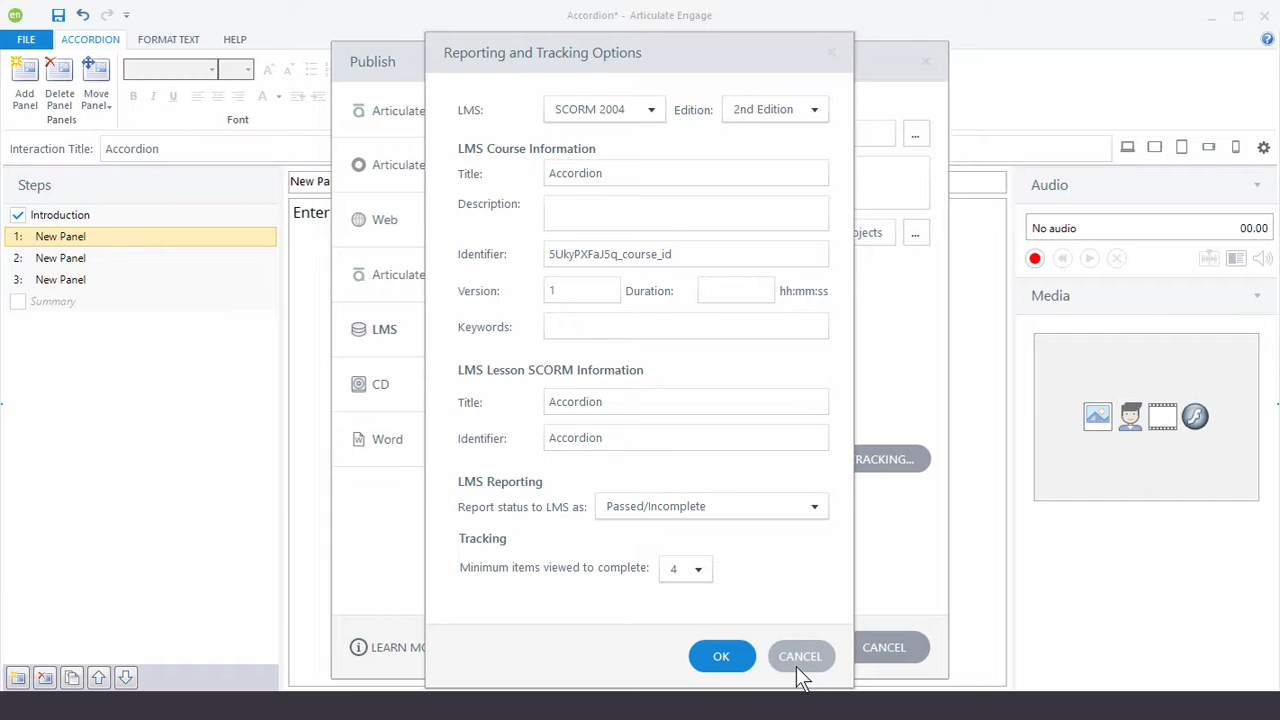 en
Accordion* - Articulate Engage
FILE ACCORDION FORMAT TEXT HELP
Add Panel Delete Panel Move Panel
Panels Font
B I U A A A
Interaction Title: Accordion
Steps
Introduction
1: New Panel
2: New Panel
3: New Panel
Summary
New Pa
Enter
Publish
Articulate
Articulate
Web
Articulate
LMS
CD
Word
LEARN MO
...
ojects ...
RACKING...
CANCEL
Reporting and Tracking Options
LMS: SCORM 2004 Edition: 2nd Edition
LMS Course Information
Title: Accordion
Description:
Identifier: 5UkyPXFaJ5q_course_id
Version: 1 Duration: hh:mm:ss
Keywords:
LMS Lesson SCORM Information
Title: Accordion
Identifier: Accordion
LMS Reporting
Report status to LMS as: Passed/Incomplete
Tracking
Minimum items viewed to complete: 4
OK CANCEL
Audio
No audio 00.00
Media